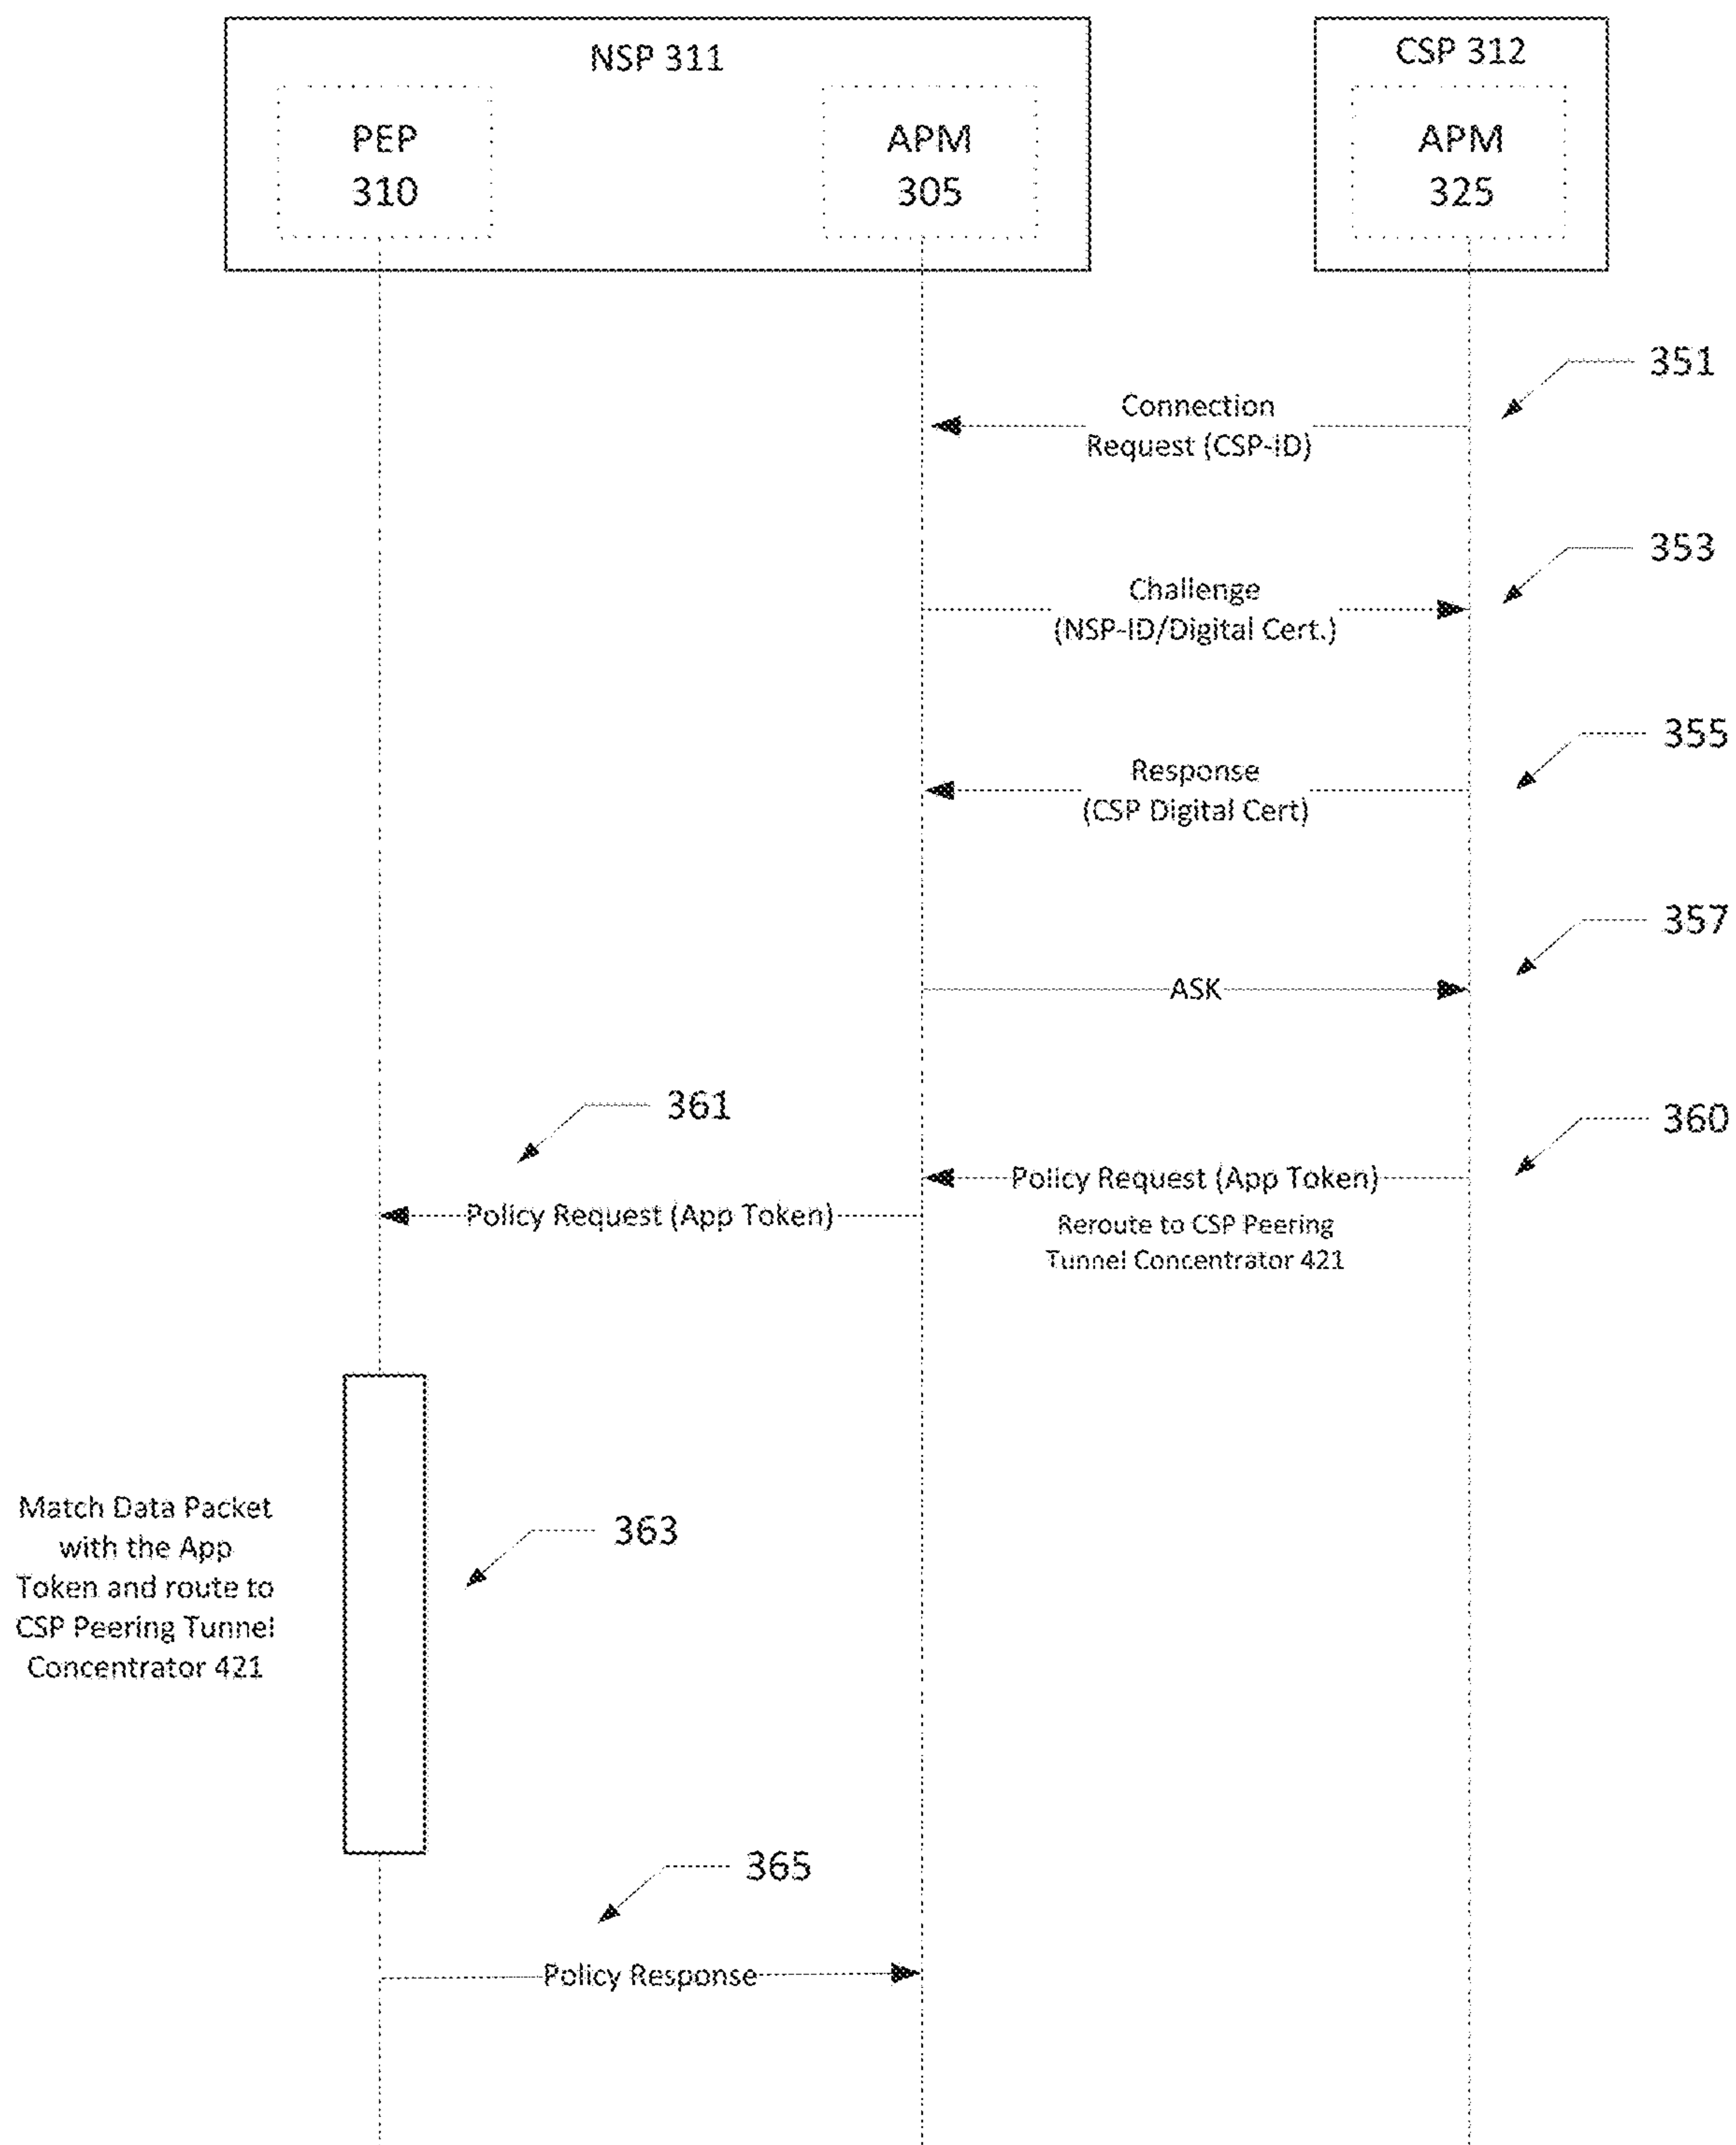 NSP 311
CSP 312
PEP
310
APM
305
APM
325
351
Connection
Request (CSP-ID)
353
Challenge
(NSP-ID/Digital Cert.)
355
Response
(CSP Digital Cert)
357
ASK
361
360
Policy Request (App Token)
Policy Request (App Token)
Reroute to CSP Peering
Tunnel Concentrator 421
Match Data Packet
with the App
Token and route to
CSP Peering Tunnel
Concentrator 421
363
365
Policy Response